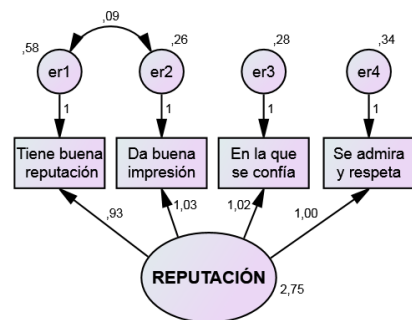 ,09
,58
,26
,28
,34
er1
er2
er3
er4
1
1
1
1
Tiene buena
reputación
Da buena
impresión
En la que
se confía
Se admira
y respeta
,93
1,03
1,02
1,00
REPUTACIÓN
2,75